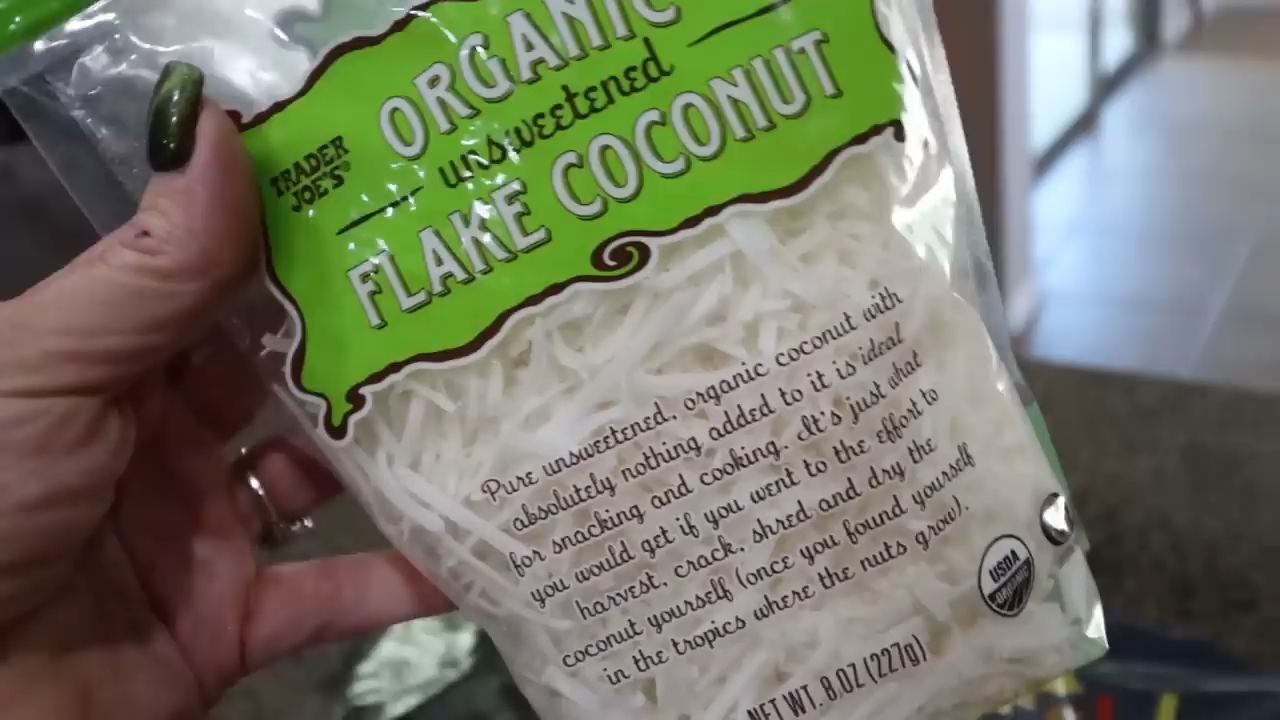 ORGANIC
unsweetened
TRADER
JOE'S®
FLAKE COCONUT
Pure unsweetened, organic coconut with
absolutely nothing added to it is ideal
for snacking and cooking. It's just what
you would get if you went to the effort to
harvest, crack, shred and dry the
coconut yourself (once you found yourself
in the tropics where the nuts grow).
USDA
ORGANIC
NET WT. 8 OZ (227g)